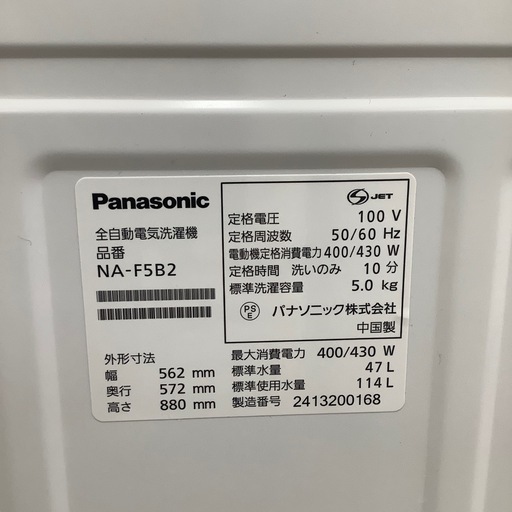 Panasonic
全自動電気洗濯機
品番
NA-F5B2
外形寸法
幅 562 mm
奥行 572 mm
高さ 880 mm
S JET
定格電圧 100 V
定格周波数 50/60 Hz
電動機定格消費電力 400/430 W
定格時間 洗いのみ 10 分
標準洗濯容量 5.0 kg
PS E パナソニック株式会社
中国製
最大消費電力 400/430 W
標準水量 47 L
標準使用水量 114 L
製造番号 2413200168